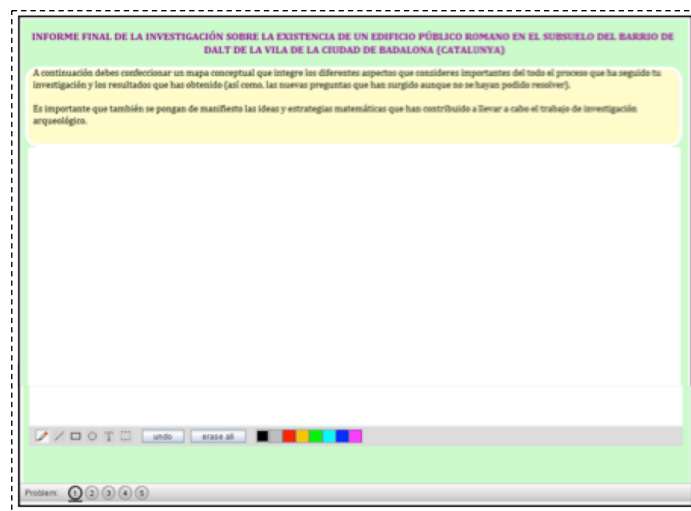 INFORME FINAL DE LA INVESTIGACIÓN SOBRE LA EXISTENCIA DE UN EDIFICIO PÚBLICO ROMANO EN EL SUBSUELO DEL BARRIO DE
DALT DE LA VILA DE LA CIUDAD DE BADALONA (CATALUNYA)
A continuación debes confeccionar un mapa conceptual que integre los diferentes aspectos que consideres importantes del todo el proceso que ha seguido tu
investigación y los resultados que has obtenido (así como, las nuevas preguntas que han surgido aunque no se hayan podido resolver).
Es importante que también se pongan de manifiesto las ideas y estrategias matemáticas que han contribuido a llevar a cabo el trabajo de investigación
arqueológico.
T undo erase all
Problem: 1 2 3 4 5